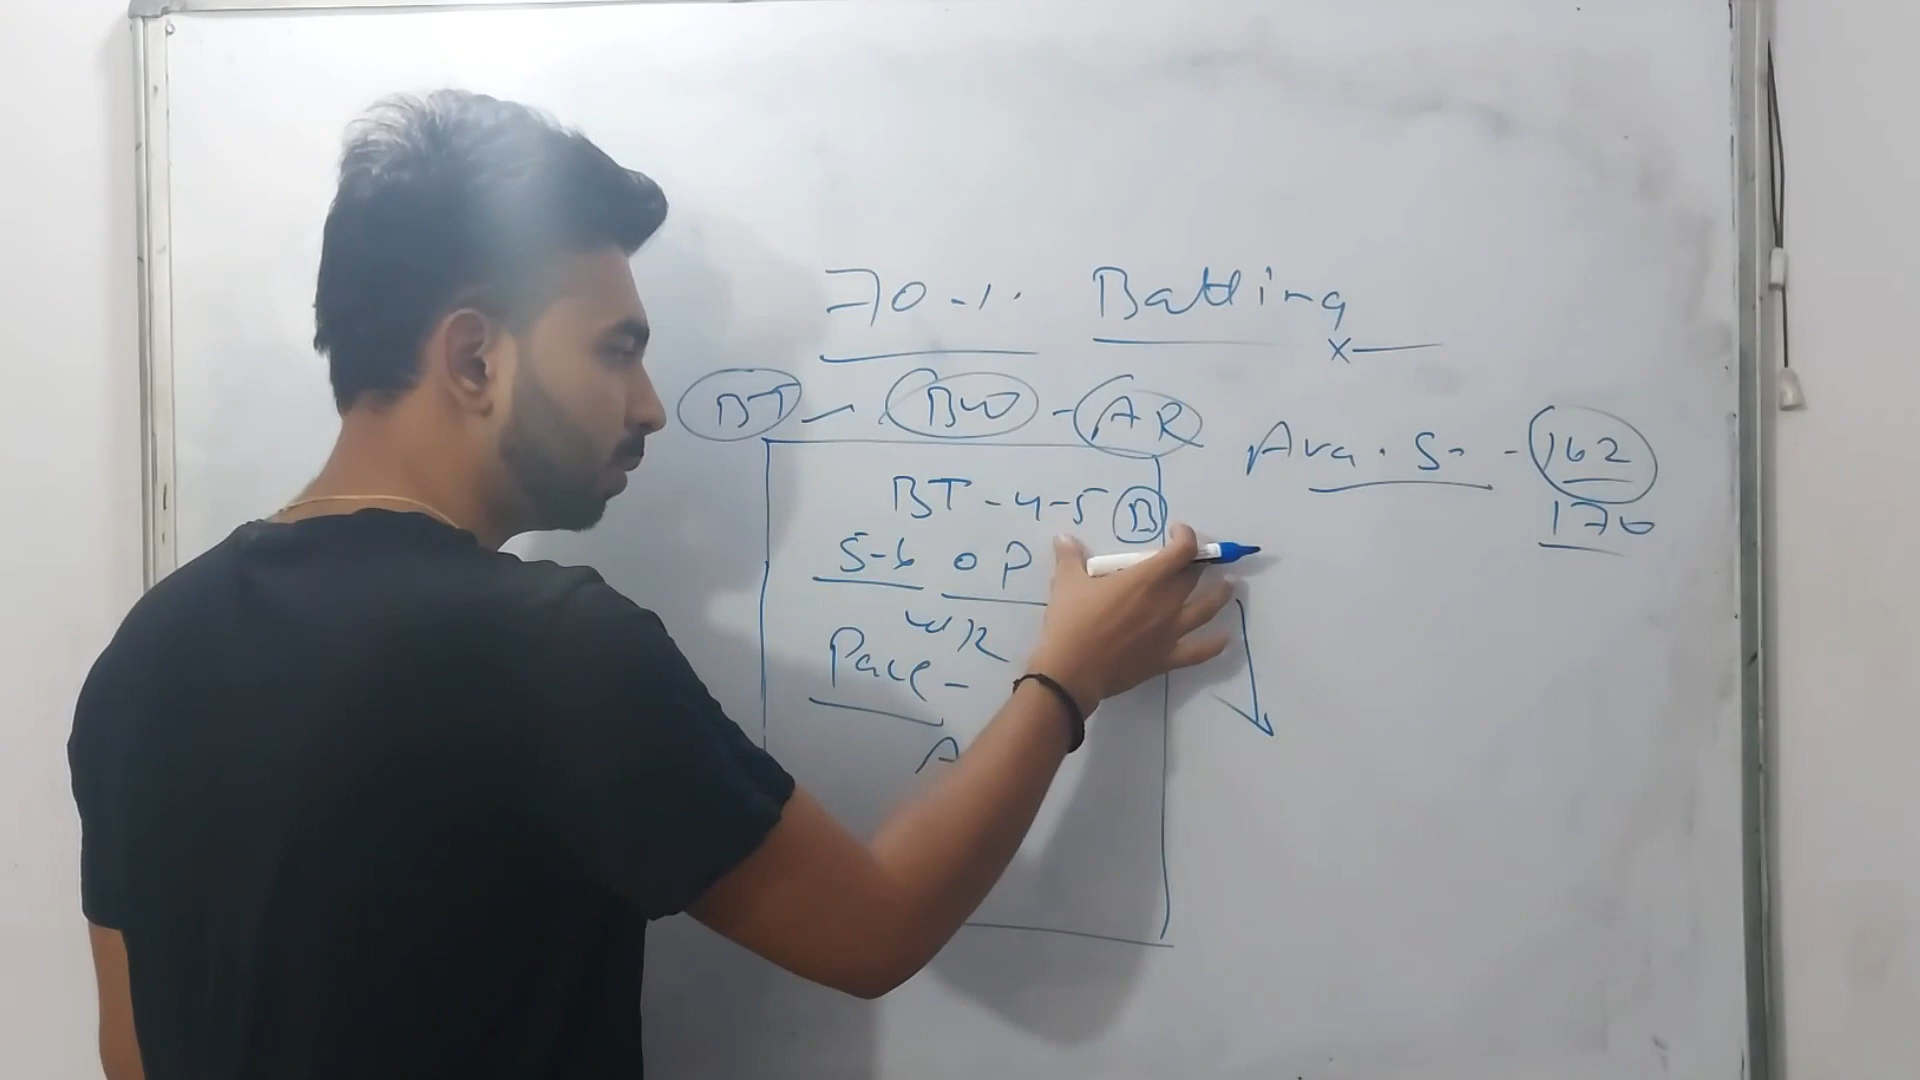 70% Batting
x—
BT - BW - AR
Avg. S - 162
170
BT - 4-5 B
5-6 OP
WK
Pace -
A